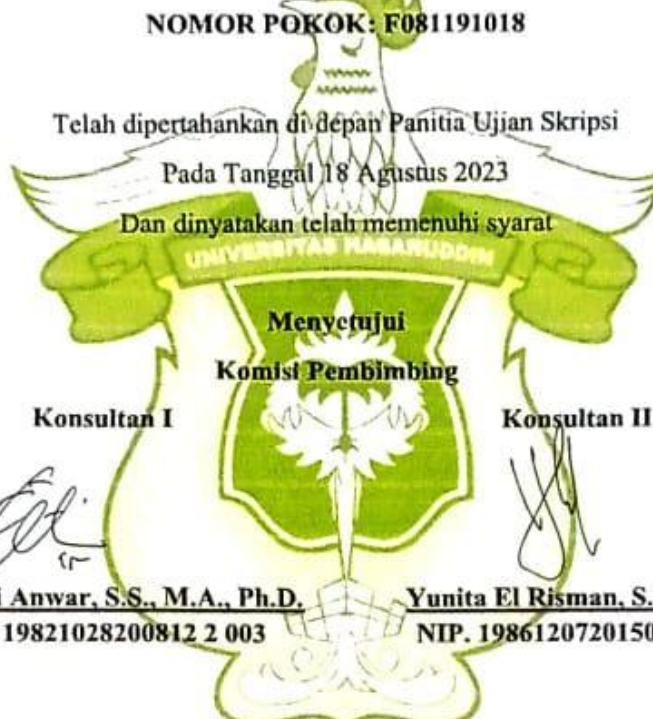 NOMOR POKOK: F081191018
Telah dipertahankan di depan Panitia Ujian Skripsi
Pada Tanggal 18 Agustus 2023
Dan dinyatakan telah memenuhi syarat
UNIVERSITAS HASANUDDIN
Menyetujui
Komisi Pembimbing
Konsultan I Konsultan II
i Anwar, S.S., M.A., Ph.D. Yunita El Risman, S.
19821028200812 2 003 NIP. 1986120720150